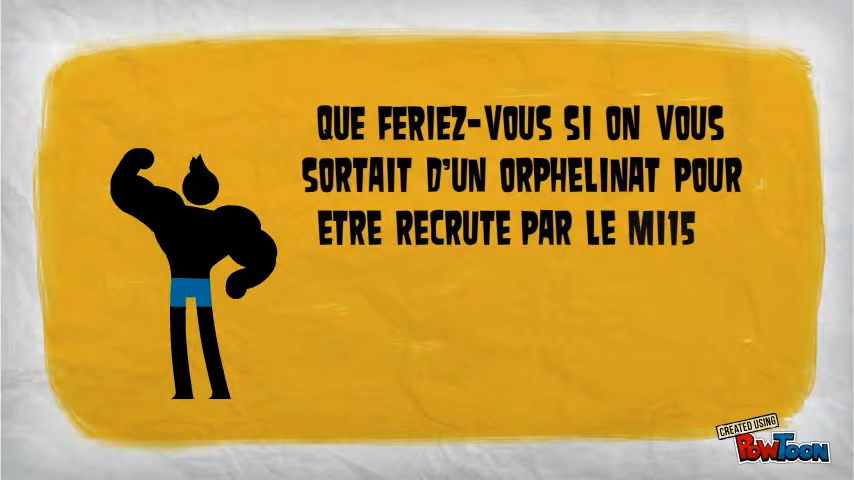 QUE FERIEZ-VOUS SI ON VOUS
SORTAIT D'UN ORPHELINAT POUR
ETRE RECRUTE PAR LE MI15
CREATED USING
POWTOON